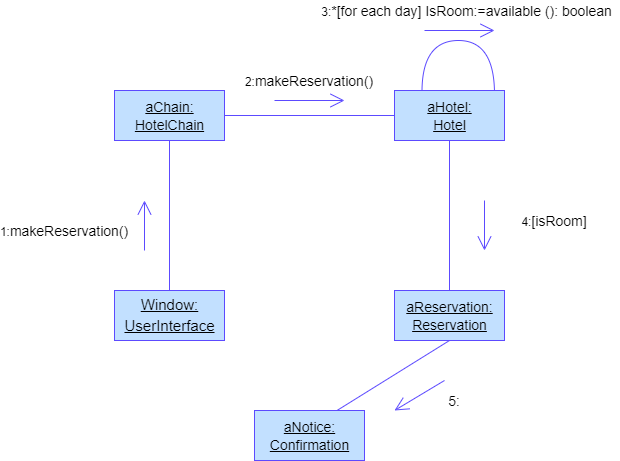 3:*[for each day] IsRoom:=available (): boolean
2:makeReservation()
aChain:
HotelChain
aHotel:
Hotel
1:makeReservation()
4:[isRoom]
Window:
UserInterface
aReservation:
Reservation
5:
aNotice:
Confirmation